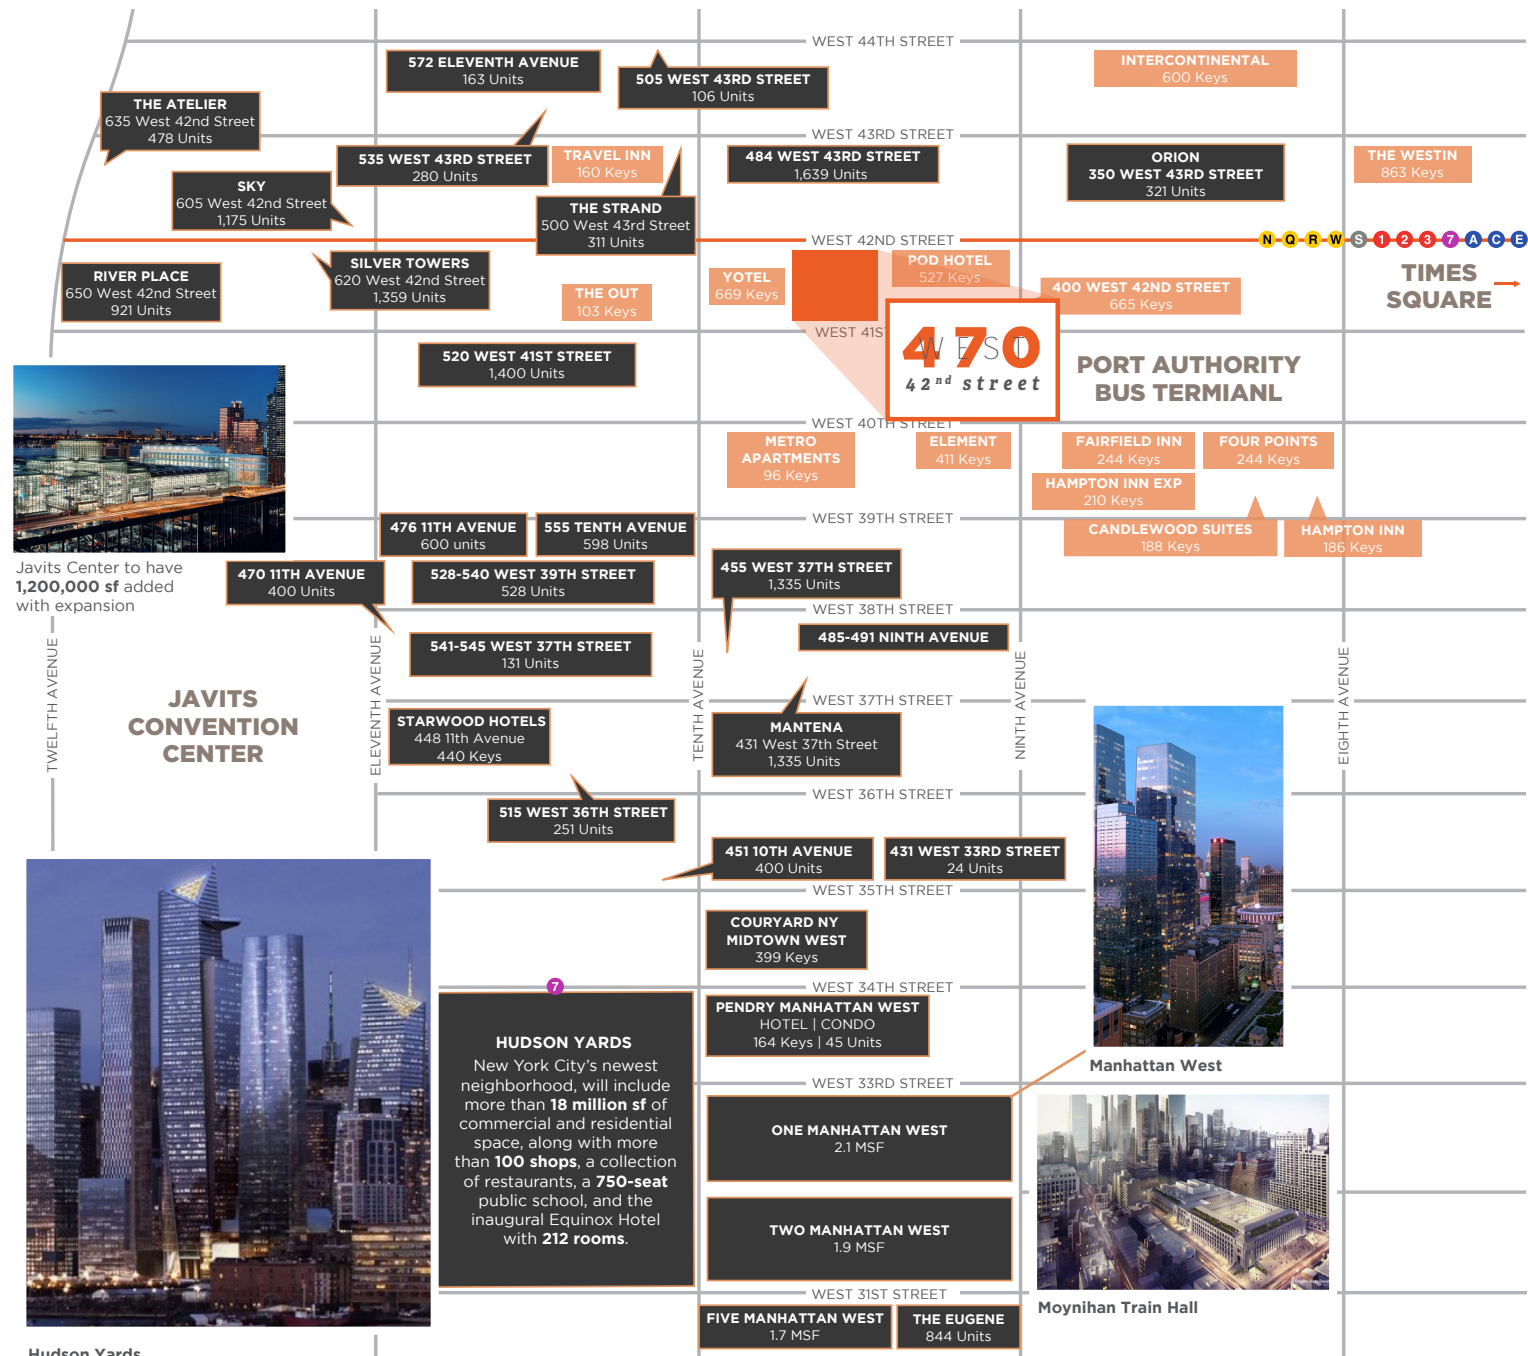 WEST 44TH STREET
572 ELEVENTH AVENUE
163 Units
505 WEST 43RD STREET
106 Units
INTERCONTINENTAL
600 Keys
THE ATELIER
635 West 42nd Street
478 Units
WEST 43RD STREET
535 WEST 43RD STREET
280 Units
TRAVEL INN
160 Keys
484 WEST 43RD STREET
1,639 Units
ORION
350 WEST 43RD STREET
321 Units
THE WESTIN
863 Keys
SKY
605 West 42nd Street
1,175 Units
THE STRAND
500 West 43rd Street
311 Units
WEST 42ND STREET
N Q R W S 1 2 3 7 A C E
RIVER PLACE
650 West 42nd Street
921 Units
SILVER TOWERS
620 West 42nd Street
1,359 Units
THE OUT
103 Keys
YOTEL
669 Keys
POD HOTEL
527 Keys
400 WEST 42ND STREET
665 Keys
TIMES
SQUARE
WEST 41ST
470
WEST
42nd street
520 WEST 41ST STREET
1,400 Units
PORT AUTHORITY
BUS TERMIANL
WEST 40TH STREET
METRO
APARTMENTS
96 Keys
ELEMENT
411 Keys
FAIRFIELD INN
244 Keys
FOUR POINTS
244 Keys
HAMPTON INN EXP
210 Keys
WEST 39TH STREET
CANDLEWOOD SUITES
188 Keys
HAMPTON INN
186 Keys
476 11TH AVENUE
600 units
555 TENTH AVENUE
598 Units
Javits Center to have
1,200,000 sf added
with expansion
470 11TH AVENUE
400 Units
528-540 WEST 39TH STREET
528 Units
455 WEST 37TH STREET
1,335 Units
WEST 38TH STREET
541-545 WEST 37TH STREET
131 Units
485-491 NINTH AVENUE
TWELFTH AVENUE
ELEVENTH AVENUE
TENTH AVENUE
NINTH AVENUE
EIGHTH AVENUE
JAVITS
CONVENTION
CENTER
WEST 37TH STREET
STARWOOD HOTELS
448 11th Avenue
440 Keys
MANTENA
431 West 37th Street
1,335 Units
WEST 36TH STREET
515 WEST 36TH STREET
251 Units
451 10TH AVENUE
400 Units
431 WEST 33RD STREET
24 Units
WEST 35TH STREET
COURYARD NY
MIDTOWN WEST
399 Keys
7
WEST 34TH STREET
PENDRY MANHATTAN WEST
HOTEL | CONDO
164 Keys | 45 Units
HUDSON YARDS
New York City's newest
neighborhood, will include
more than 18 million sf of
commercial and residential
space, along with more
than 100 shops, a collection
of restaurants, a 750-seat
public school, and the
inaugural Equinox Hotel
with 212 rooms.
Manhattan West
WEST 33RD STREET
ONE MANHATTAN WEST
2.1 MSF
TWO MANHATTAN WEST
1.9 MSF
WEST 31ST STREET
Moynihan Train Hall
FIVE MANHATTAN WEST
1.7 MSF
THE EUGENE
844 Units
Hudson Yards